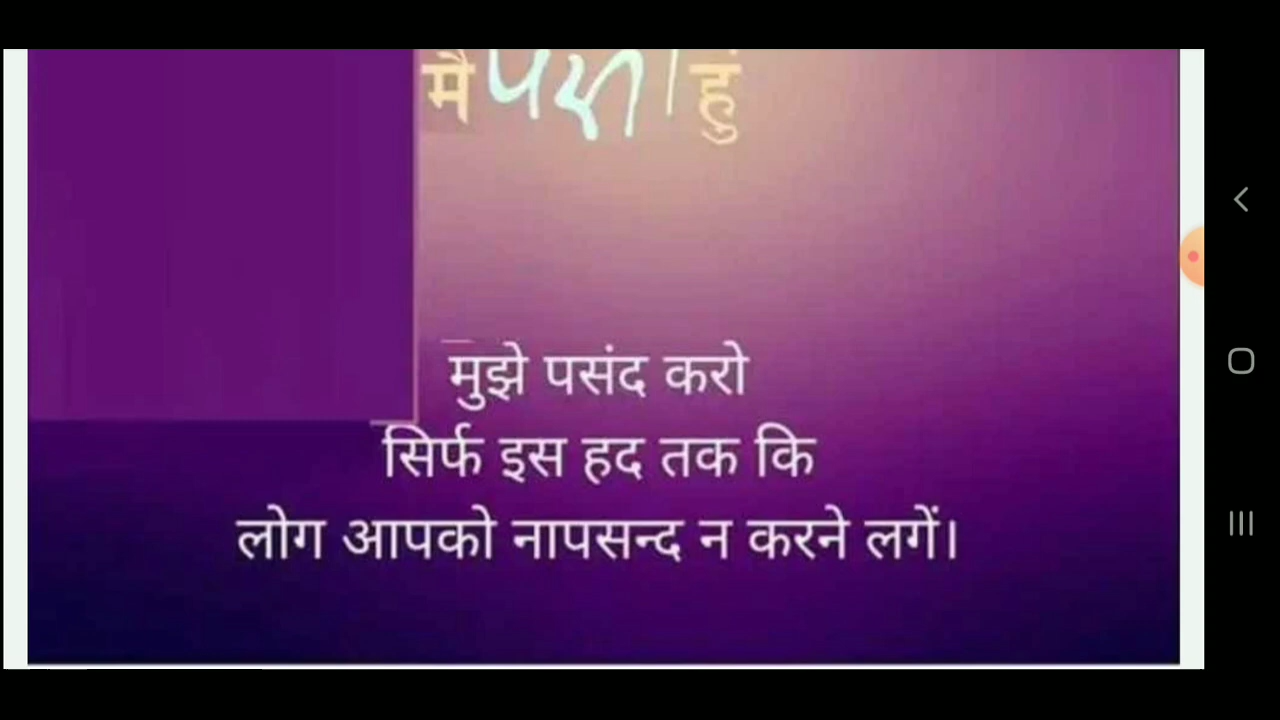 मै पैसा हुं
मुझे पसंद करो
सिर्फ इस हद तक कि
लोग आपको नापसन्द न करने लगें।